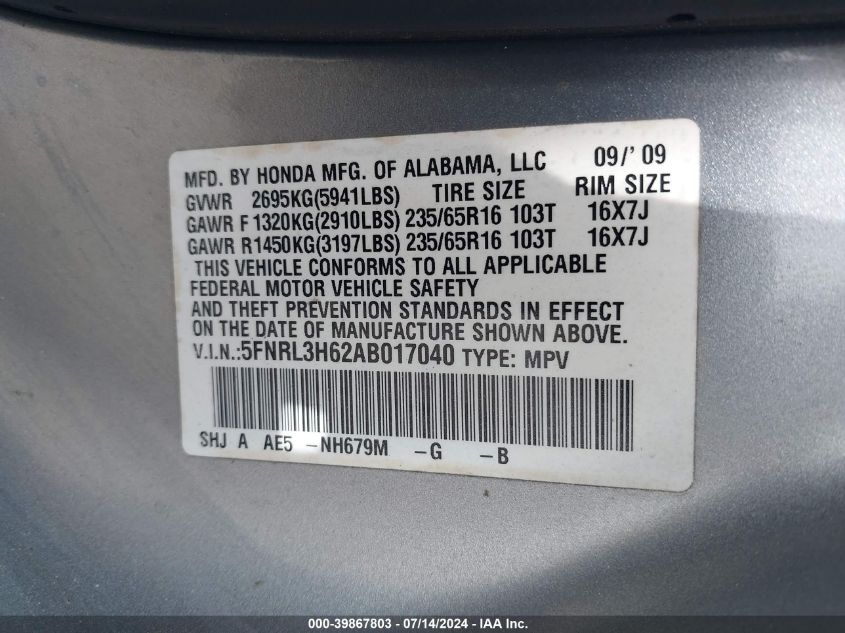 MFD. BY HONDA MFG. OF ALABAMA, LLC 09/' 09
GVWR 2695KG(5941LBS) TIRE SIZE RIM SIZE
GAWR F 1320KG(2910LBS) 235/65R16 103T 16X7J
GAWR R1450KG(3197LBS) 235/65R16 103T 16X7J
THIS VEHICLE CONFORMS TO ALL APPLICABLE
FEDERAL MOTOR VEHICLE SAFETY
AND THEFT PREVENTION STANDARDS IN EFFECT
ON THE DATE OF MANUFACTURE SHOWN ABOVE.
V.I.N.:5FNRL3H62AB017040 TYPE: MPV
SHJ A AE5 -NH679M -G -B
000-39867803 - 07/14/2024 - IAA Inc.